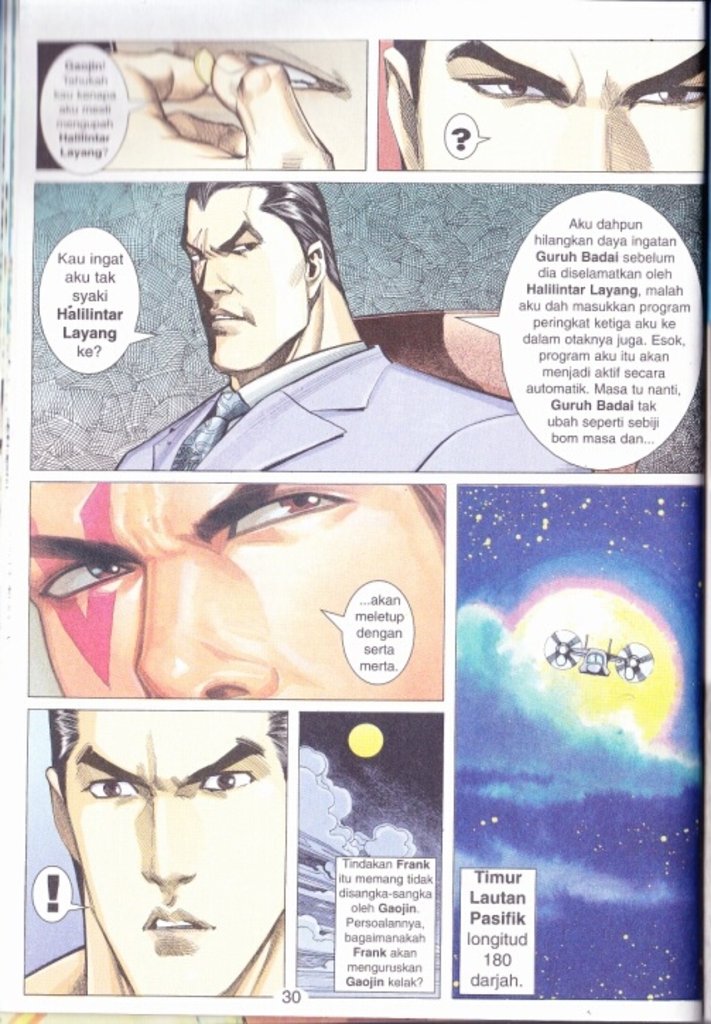 Gaojin!
Tahukah
kau kenapa
aku mesti
mengupah
Halilintar
Layang?
?
Kau ingat
aku tak
syaki
Halilintar
Layang
ke?
Aku dahpun
hilangkan daya ingatan
Guruh Badai sebelum
dia diselamatkan oleh
Halilintar Layang, malah
aku dah masukkan program
peringkat ketiga aku ke
dalam otaknya juga. Esok,
program aku itu akan
menjadi aktif secara
automatik. Masa tu nanti,
Guruh Badai tak
ubah seperti sebiji
bom masa dan...
...akan
meletup
dengan
serta
merta.
!
Tindakan Frank
itu memang tidak
disangka-sangka
oleh Gaojin.
Persoalannya,
bagaimanakah
Frank akan
menguruskan
Gaojin kelak?
Timur
Lautan
Pasifik
longitud
180
darjah.
30